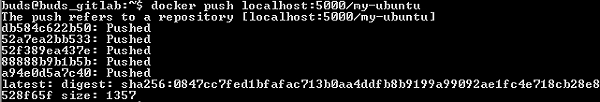 buds@buds_gitlab:~$ docker push localhost:5000/my-ubuntu
The push refers to a repository [localhost:5000/my-ubuntu]
db584c622b50: Pushed
52a7ea2bb533: Pushed
52f389ea437e: Pushed
88888b9b1b5b: Pushed
a94e0d5a7c40: Pushed
latest: digest: sha256:0847cc7fed1bfafac713b0aa4ddfb8b9199a99092ae1fc4e718cb28e8
528f65f size: 1357